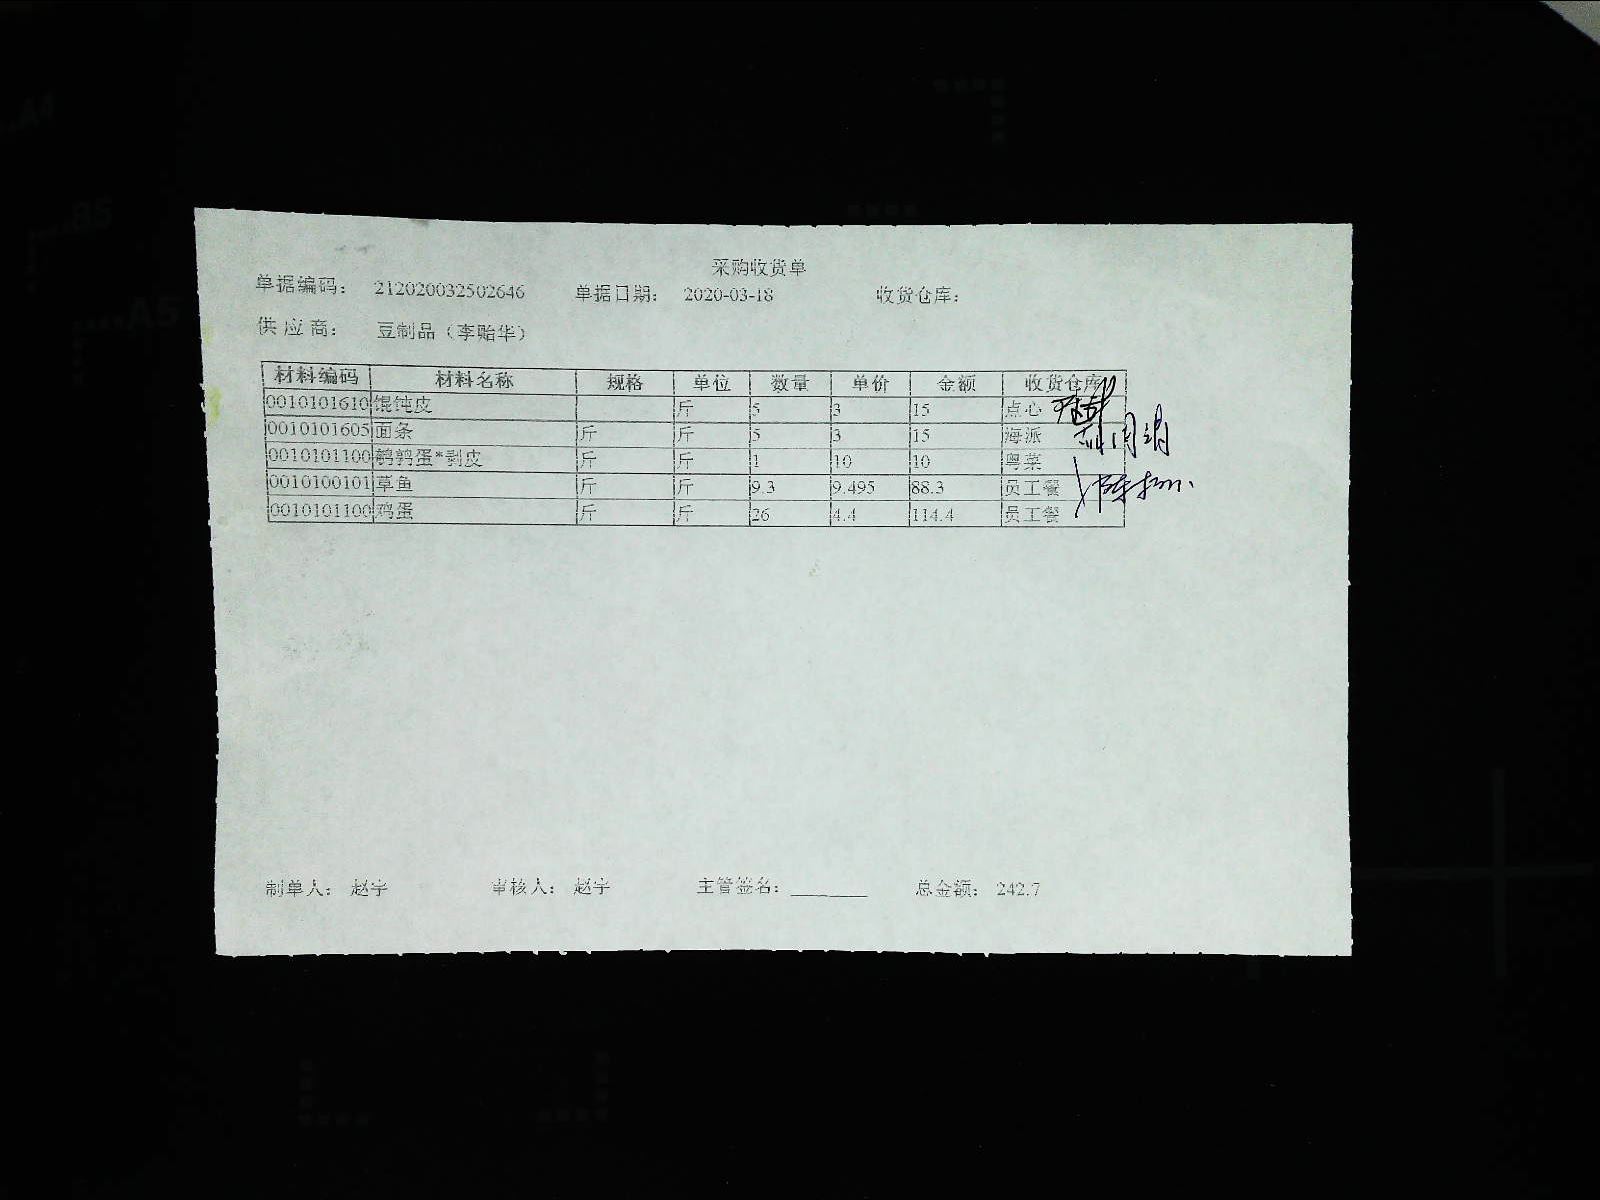 采购收货单
单据编码: 212020032502646 单据日期: 2020-03-18 收货仓库:
供应商: 豆制品（李贻华）
材料编码 材料名称 规格 单位 数量 单价 金额 收货仓库
0010101610 馄饨皮 斤 5 3 15 点心
0010101605 面条 斤 斤 5 3 15 海派
0010101100 鹌鹑蛋*剥皮 斤 斤 1 10 10 粤菜
0010100101 草鱼 斤 斤 9.3 9.495 88.3 员工餐
0010101100 鸡蛋 斤 斤 26 4.4 114.4 员工餐
制单人: 赵宇 审核人: 赵宇 主管签名: 总金额: 242.7